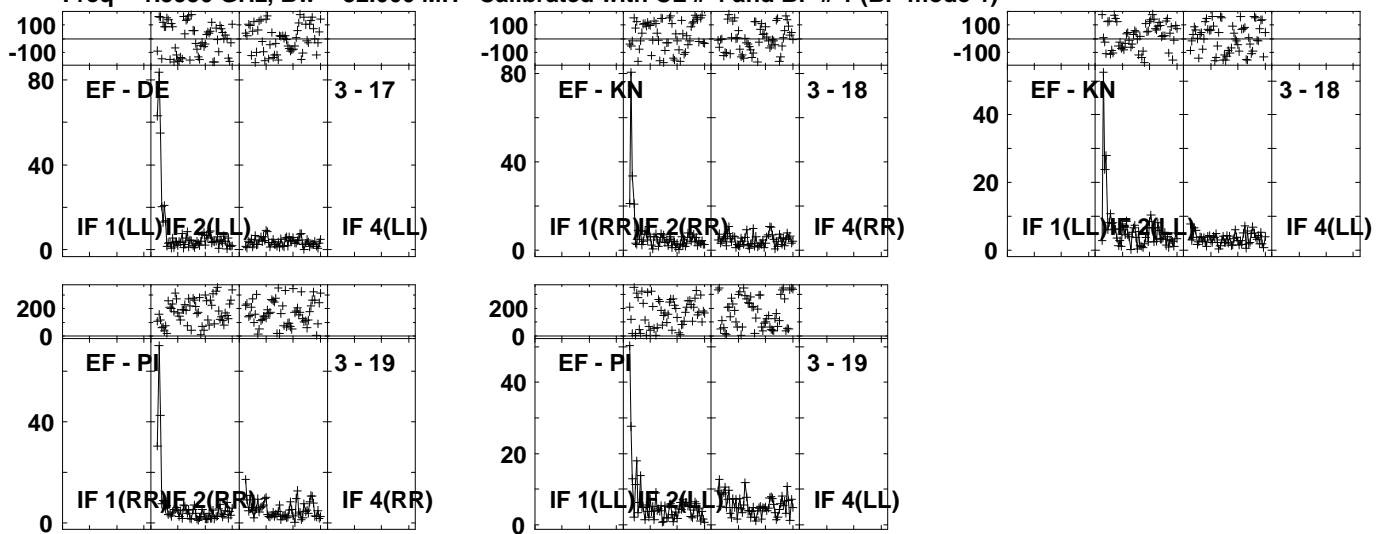 100 100 100
-100 -100 -100
80 EF - DE 3 - 17 80 EF - KN 3 - 18 EF - KN 3 - 18
40 40 40
20
IF 1(LL) IF 2(LL) IF 4(LL) IF 1(RR) IF 2(RR) IF 4(RR) IF 1(LL) IF 2(LL) IF 4(LL)
0 0 0
200 200
0 0
EF - PI 3 - 19 EF - PI 3 - 19
40 40
20
IF 1(RR) IF 2(RR) IF 4(RR) IF 1(LL) IF 2(LL) IF 4(LL)
0 0